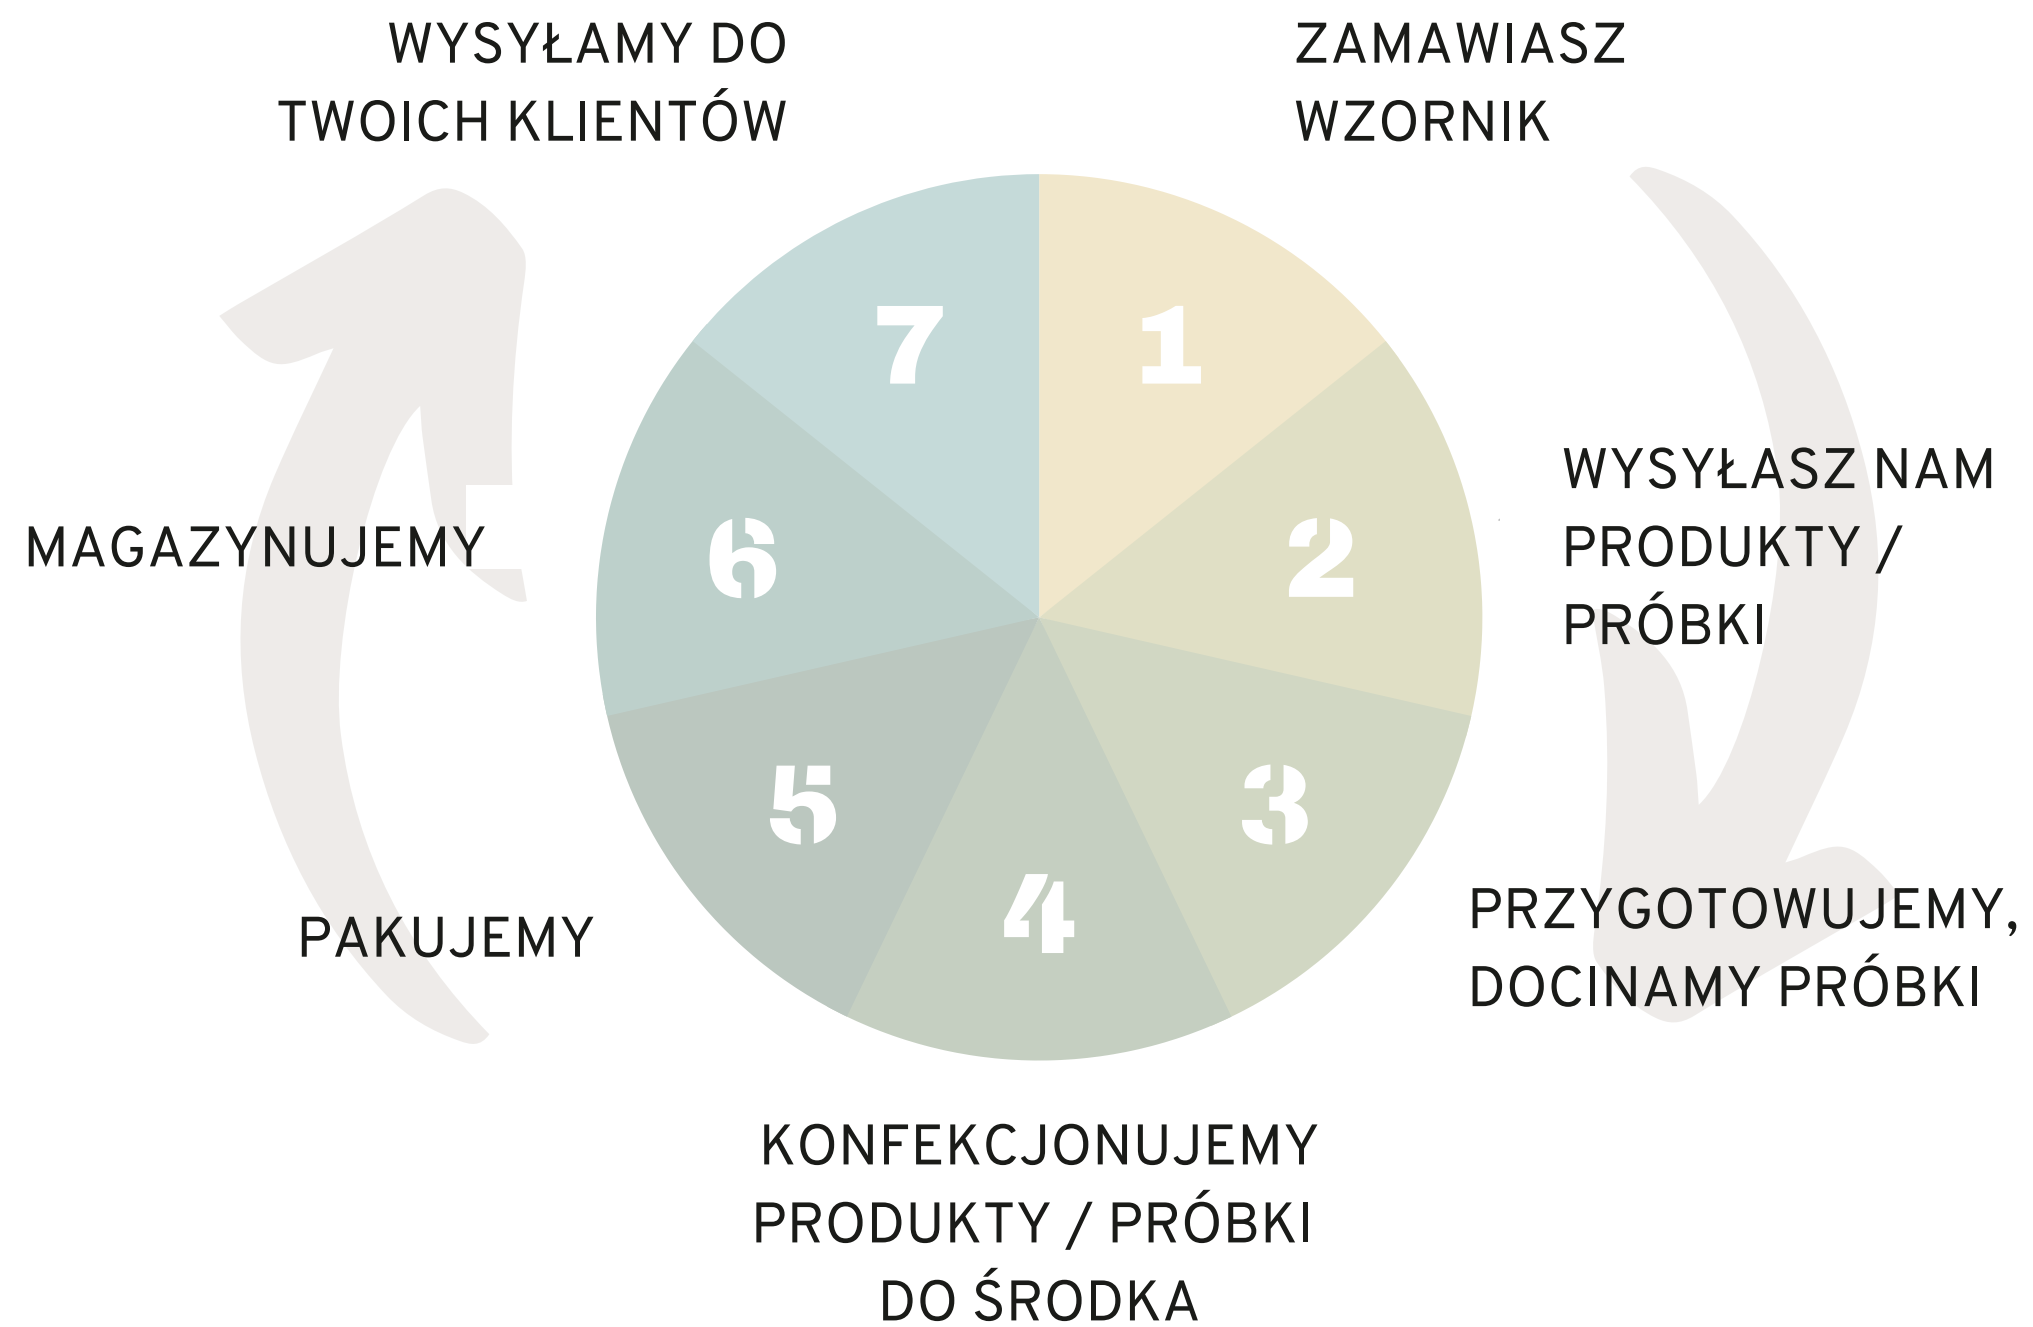 WYSYŁAMY DO
TWOICH KLIENTÓW
ZAMAWIASZ
WZORNIK
7
1
WYSYŁASZ NAM
PRODUKTY /
PRÓBKI
MAGAZYNUJEMY
6
2
5
3
PAKUJEMY
4
PRZYGOTOWUJEMY,
DOCINAMY PRÓBKI
KONFEKCJONUJEMY
PRODUKTY / PRÓBKI
DO ŚRODKA